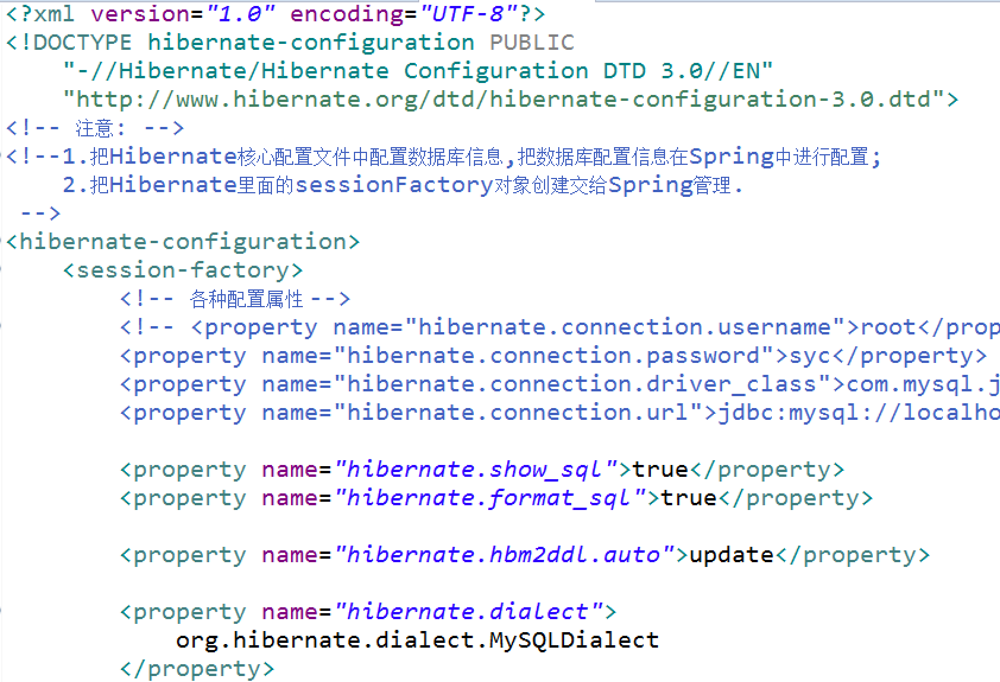 <?xml version="1.0" encoding="UTF-8"?>
<!DOCTYPE hibernate-configuration PUBLIC
"-//Hibernate/Hibernate Configuration DTD 3.0//EN"
"http://www.hibernate.org/dtd/hibernate-configuration-3.0.dtd">
<!-- 注意: -->
<!--1.把Hibernate核心配置文件中配置数据库信息,把数据库配置信息在Spring中进行配置;
2.把Hibernate里面的sessionFactory对象创建交给Spring管理.
-->
<hibernate-configuration>
<session-factory>
<!-- 各种配置属性 -->
<!-- <property name="hibernate.connection.username">root</prop
<property name="hibernate.connection.password">syc</property>
<property name="hibernate.connection.driver_class">com.mysql.j
<property name="hibernate.connection.url">jdbc:mysql://localho
<property name="hibernate.show_sql">true</property>
<property name="hibernate.format_sql">true</property>
<property name="hibernate.hbm2ddl.auto">update</property>
<property name="hibernate.dialect">
org.hibernate.dialect.MySQLDialect
</property>